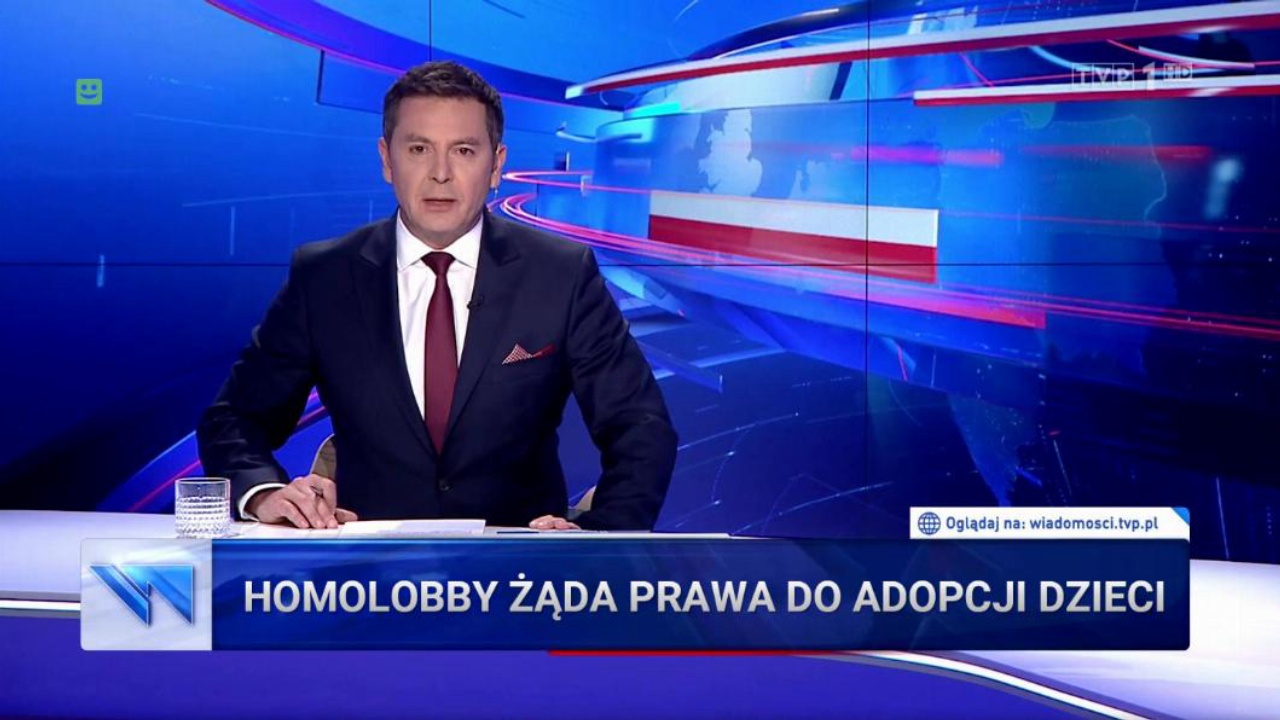 TVP 1 HD
Oglądaj na: wiadomosci.tvp.pl
HOMOLOBBY ŻĄDA PRAWA DO ADOPCJI DZIECI